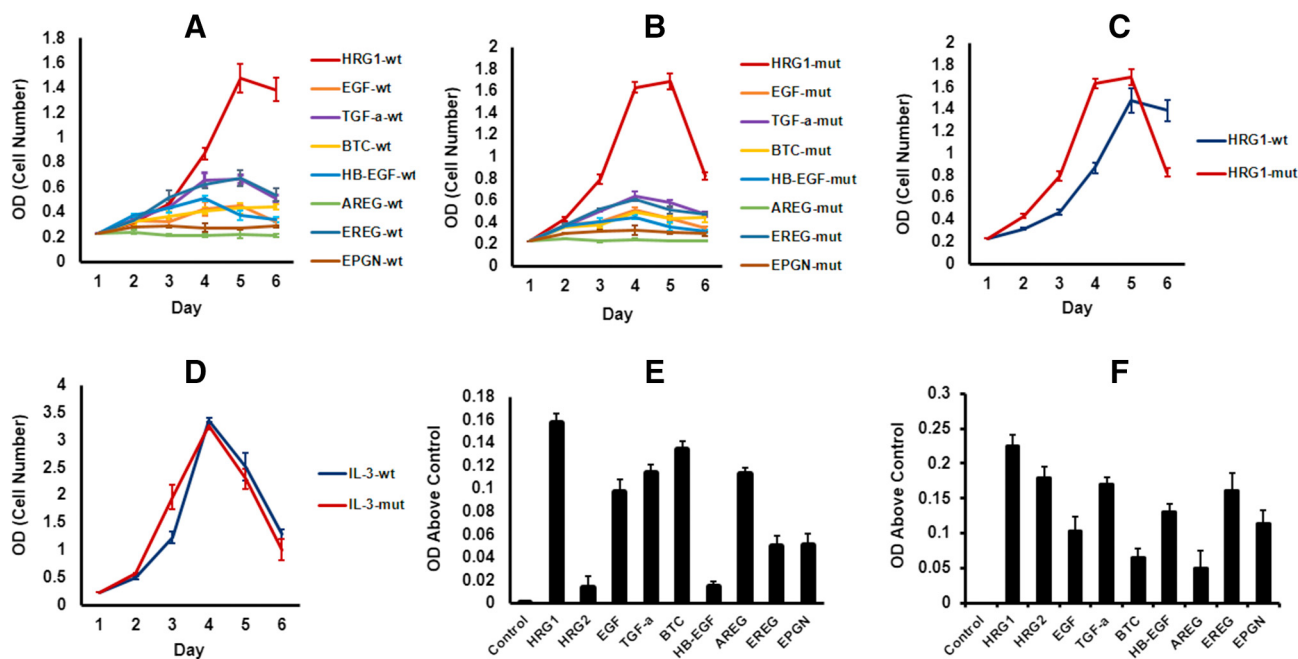 A
OD (Cell Number)
1.8
1.6
1.4
1.2
1
0.8
0.6
0.4
0.2
0
1 2 3 4 5 6
Day
HRG1-wt
EGF-wt
TGF-a-wt
BTC-wt
HB-EGF-wt
AREG-wt
EREG-wt
EPGN-wt
B
OD (Cell Number)
2
1.8
1.6
1.4
1.2
1
0.8
0.6
0.4
0.2
0
1 2 3 4 5 6
Day
HRG1-mut
EGF-mut
TGF-a-mut
BTC-mut
HB-EGF-mut
AREG-mut
EREG-mut
EPGN-mut
C
OD (Cell Number)
2
1.8
1.6
1.4
1.2
1
0.8
0.6
0.4
0.2
0
1 2 3 4 5 6
Day
HRG1-wt
HRG1-mut
D
OD (Cell Number)
4
3.5
3
2.5
2
1.5
1
0.5
0
1 2 3 4 5 6
Day
IL-3-wt
IL-3-mut
E
OD Above Control
0.18
0.16
0.14
0.12
0.1
0.08
0.06
0.04
0.02
0
Control HRG1 HRG2 EGF TGF-a BTC HB-EGF AREG EREG EPGN
F
OD Above Control
0.3
0.25
0.2
0.15
0.1
0.05
0
Control HRG1 HRG2 EGF TGF-a BTC HB-EGF AREG EREG EPGN